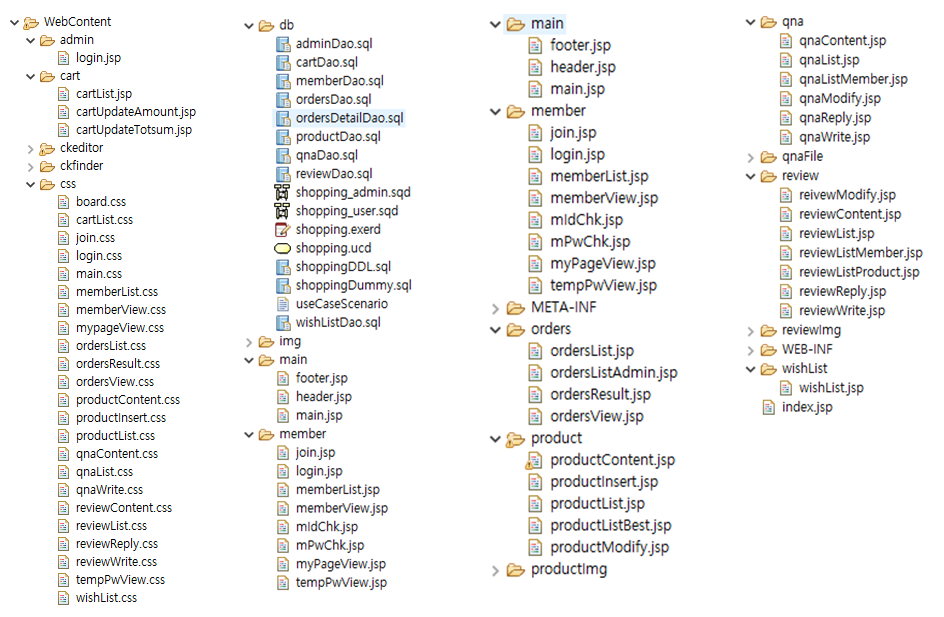 WebContent
admin
login.jsp
cart
cartList.jsp
cartUpdateAmount.jsp
cartUpdateTotsum.jsp
ckeditor
ckfinder
css
board.css
cartList.css
join.css
login.css
main.css
memberList.css
memberView.css
mypageView.css
ordersList.css
ordersResult.css
ordersView.css
productContent.css
productInsert.css
productList.css
qnaContent.css
qnaList.css
qnaWrite.css
reviewContent.css
reviewList.css
reviewReply.css
reviewWrite.css
tempPwView.css
wishList.css
db
adminDao.sql
cartDao.sql
memberDao.sql
ordersDao.sql
ordersDetailDao.sql
productDao.sql
qnaDao.sql
reviewDao.sql
shopping_admin.sqd
shopping_user.sqd
shopping.exerd
shopping.ucd
shoppingDDL.sql
shoppingDummy.sql
useCaseScenario
wishListDao.sql
img
main
footer.jsp
header.jsp
main.jsp
member
join.jsp
login.jsp
memberList.jsp
memberView.jsp
mIdChk.jsp
mPwChk.jsp
myPageView.jsp
tempPwView.jsp
main
footer.jsp
header.jsp
main.jsp
member
join.jsp
login.jsp
memberList.jsp
memberView.jsp
mIdChk.jsp
mPwChk.jsp
myPageView.jsp
tempPwView.jsp
META-INF
orders
ordersList.jsp
ordersListAdmin.jsp
ordersResult.jsp
ordersView.jsp
product
productContent.jsp
productInsert.jsp
productList.jsp
productListBest.jsp
productModify.jsp
productImg
qna
qnaContent.jsp
qnaList.jsp
qnaListMember.jsp
qnaModify.jsp
qnaReply.jsp
qnaWrite.jsp
qnaFile
review
reivewModify.jsp
reviewContent.jsp
reviewList.jsp
reviewListMember.jsp
reviewListProduct.jsp
reviewReply.jsp
reviewWrite.jsp
reviewImg
WEB-INF
wishList
wishList.jsp
index.jsp